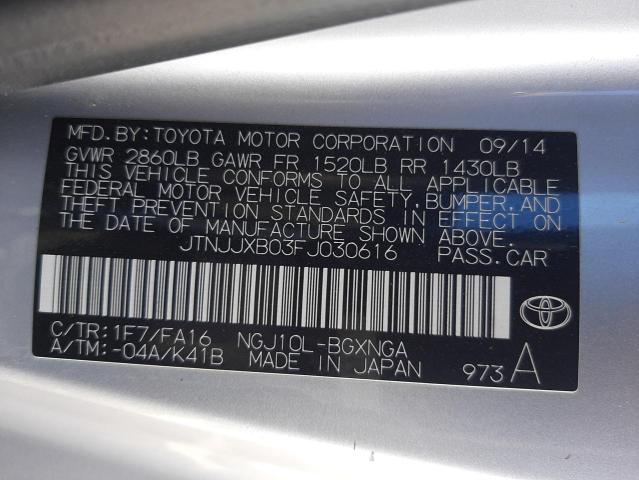 MFD.BY:TOYOTA MOTOR CORPORATION 09/14
GVWR 2860LB GAWR FR 1520LB RR 1430LB
THIS VEHICLE CONFORMS TO ALL APPLICABLE
FEDERAL MOTOR VEHICLE SAFETY,BUMPER,AND
THEFT PREVENTION STANDARDS IN EFFECT ON
THE DATE OF MANUFACTURE SHOWN ABOVE.
JTNJJXB03FJ030616 PASS.CAR
C/TR:1F7/FA16 NGJ10L-BGXNGA
A/TM:-04A/K41B MADE IN JAPAN 973 A
TOYOTA